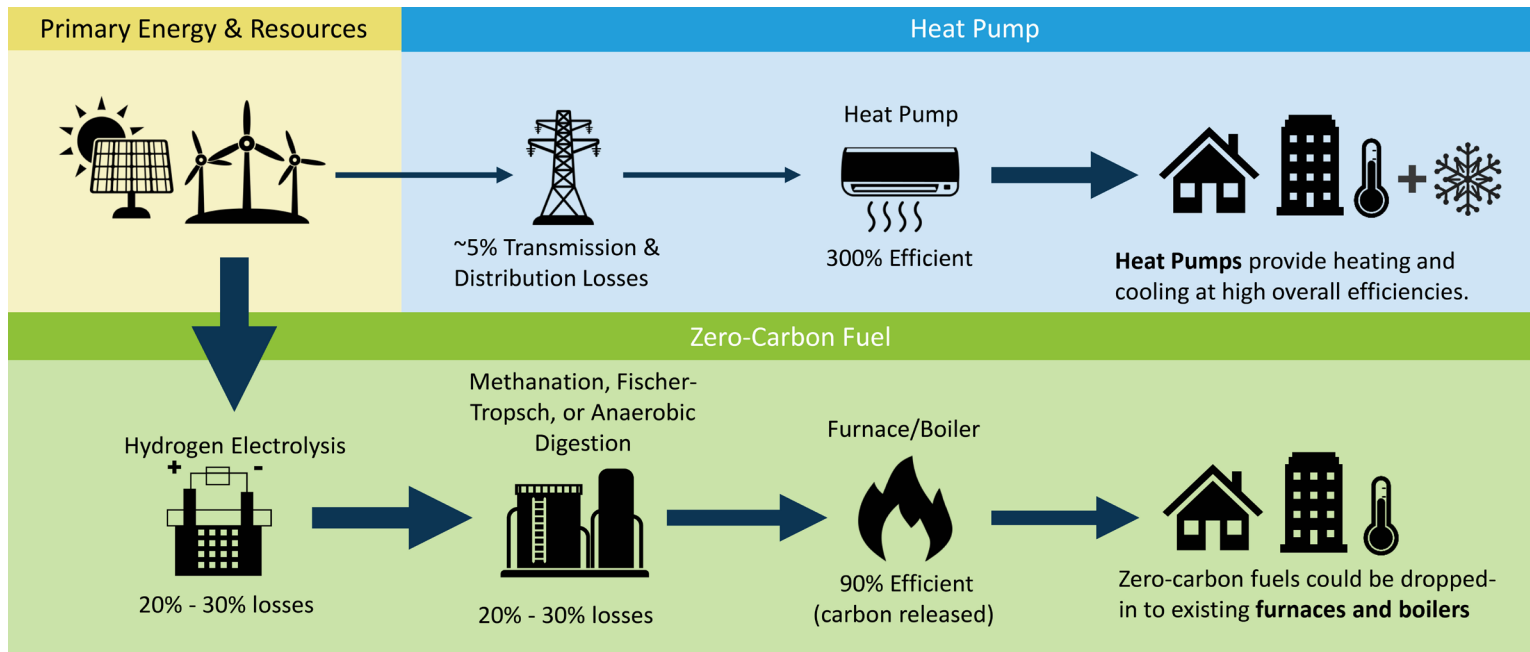 Primary Energy & Resources
Heat Pump
Heat Pump
~5% Transmission &
Distribution Losses
300% Efficient
Heat Pumps provide heating and
cooling at high overall efficiencies.
Zero-Carbon Fuel
Hydrogen Electrolysis
+ -
20% - 30% losses
Methanation, Fischer-
Tropsch, or Anaerobic
Digestion
20% - 30% losses
Furnace/Boiler
90% Efficient
(carbon released)
Zero-carbon fuels could be dropped-
in to existing furnaces and boilers